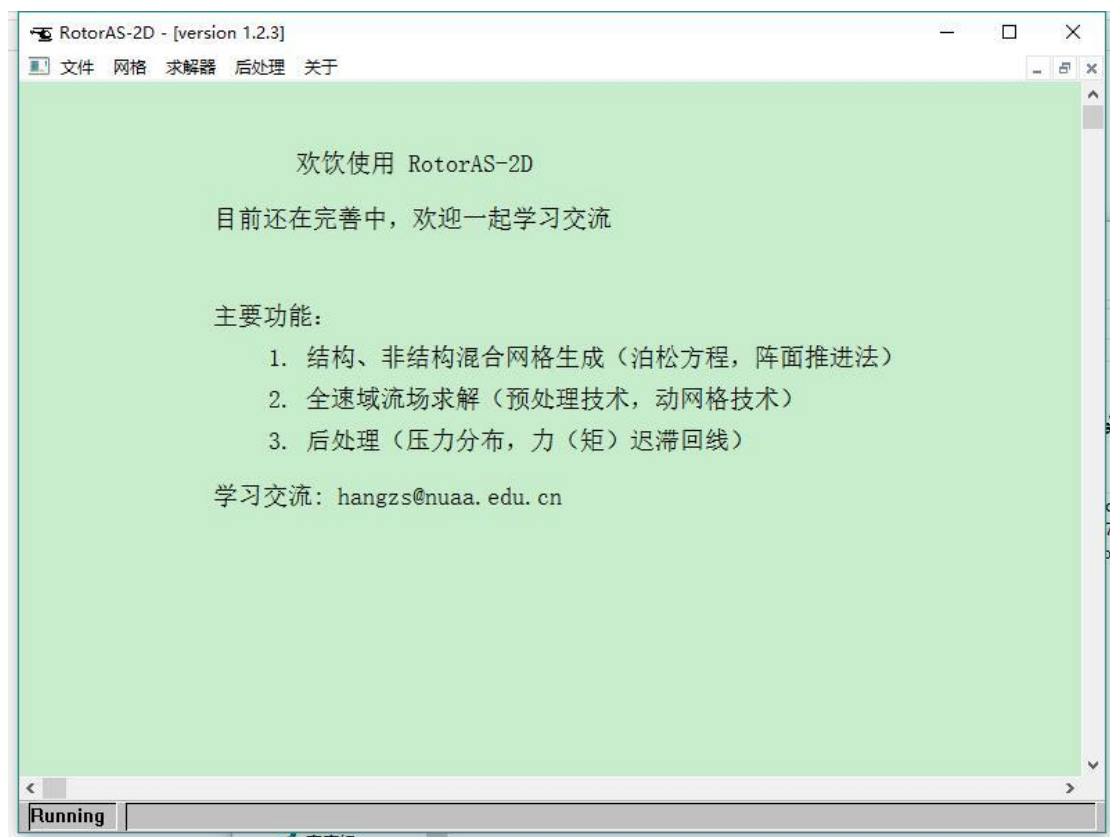 RotorAS-2D - [version 1.2.3]
文件 网格 求解器 后处理 关于
欢饮使用 RotorAS-2D
目前还在完善中，欢迎一起学习交流
主要功能：
1. 结构、非结构混合网格生成（泊松方程，阵面推进法）
2. 全速域流场求解（预处理技术，动网格技术）
3. 后处理（压力分布，力（矩）迟滞回线）
学习交流: hangzs@nuaa.edu.cn
Running